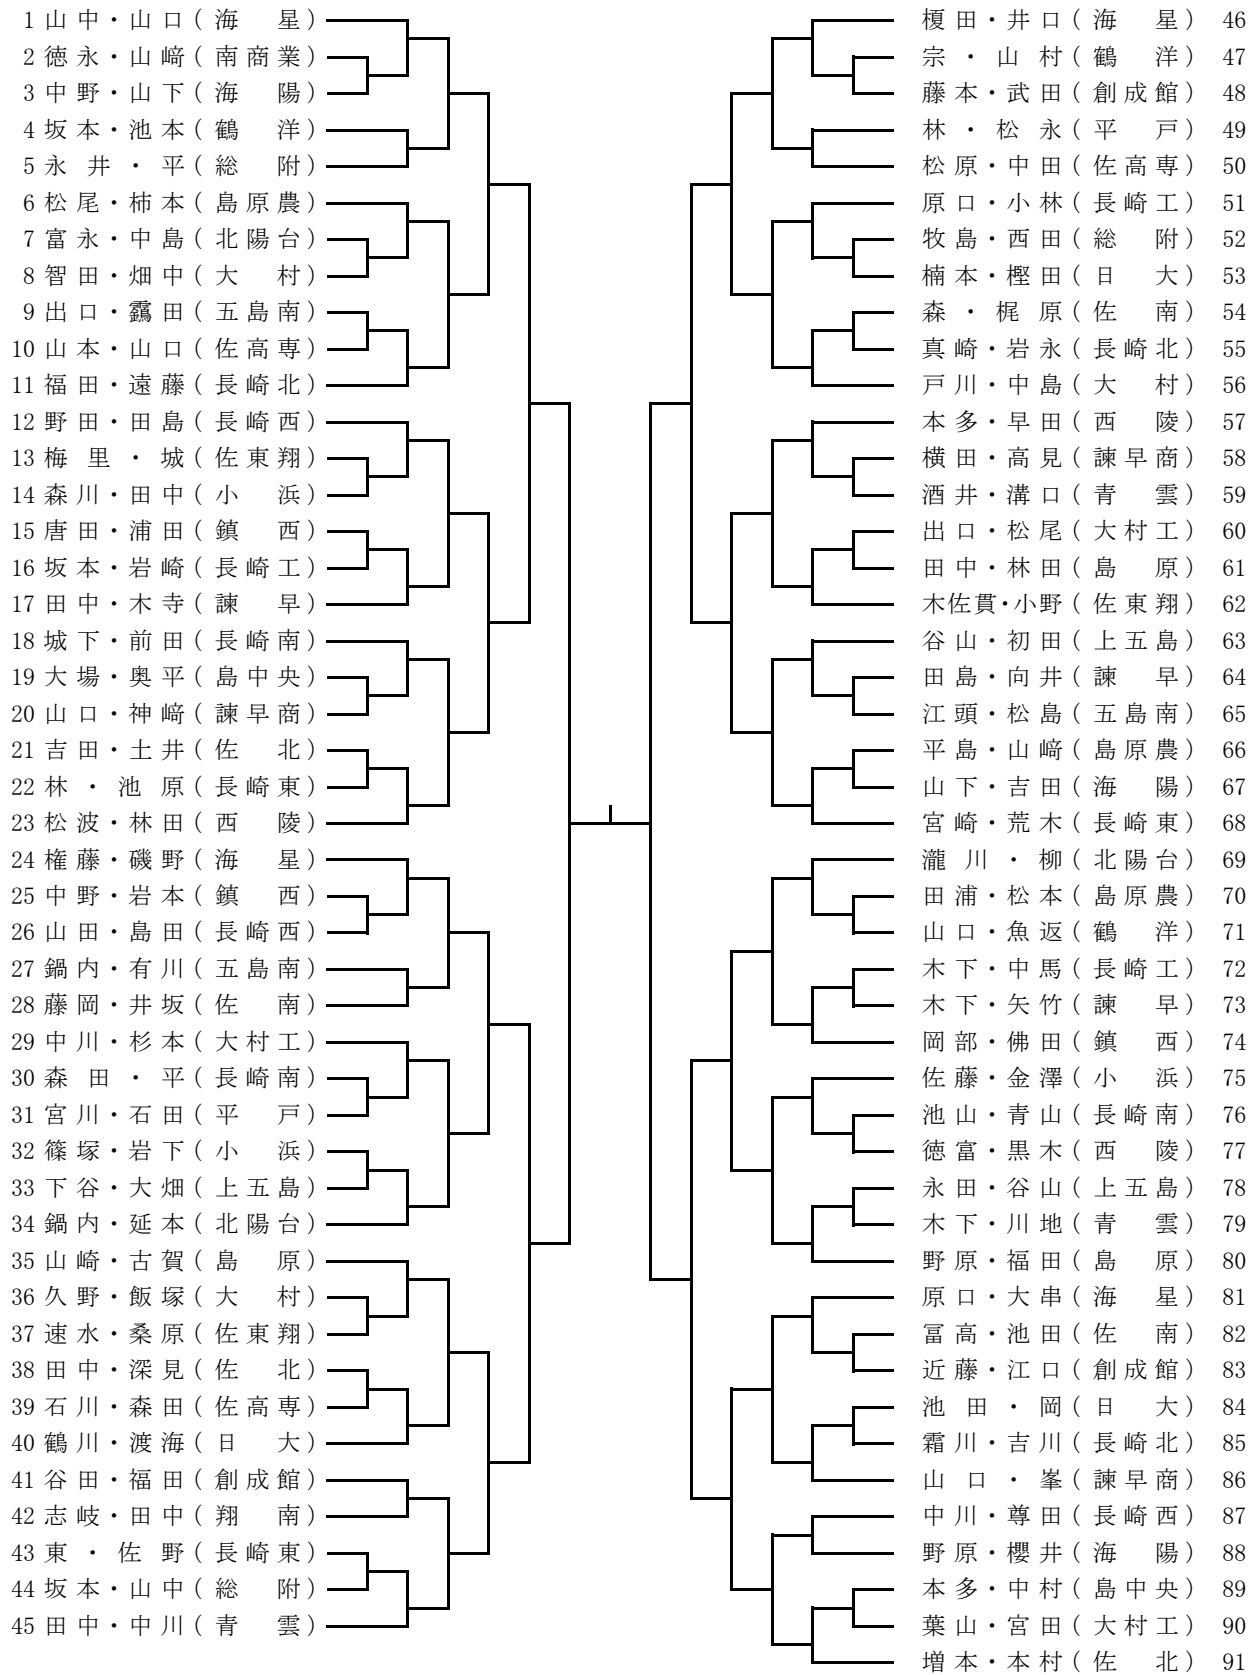 1 山中・山口(海 星)
2 徳永・山﨑(南商業)
3 中野・山下(海 陽)
4 坂本・池本(鶴 洋)
5 永井・平(総 附)
6 松尾・柿本(島原農)
7 富永・中島(北陽台)
8 智田・畑中(大 村)
9 出口・靏田(五島南)
10 山本・山口(佐高専)
11 福田・遠藤(長崎北)
12 野田・田島(長崎西)
13 梅里・城(佐東翔)
14 森川・田中(小 浜)
15 唐田・浦田(鎮 西)
16 坂本・岩崎(長崎工)
17 田中・木寺(諫 早)
18 城下・前田(長崎南)
19 大場・奥平(島中央)
20 山口・神﨑(諫早商)
21 吉田・土井(佐 北)
22 林・池原(長崎東)
23 松波・林田(西 陵)
24 権藤・磯野(海 星)
25 中野・岩本(鎮 西)
26 山田・島田(長崎西)
27 鍋内・有川(五島南)
28 藤岡・井坂(佐 南)
29 中川・杉本(大村工)
30 森田・平(長崎南)
31 宮川・石田(平 戸)
32 篠塚・岩下(小 浜)
33 下谷・大畑(上五島)
34 鍋内・延本(北陽台)
35 山崎・古賀(島 原)
36 久野・飯塚(大 村)
37 速水・桑原(佐東翔)
38 田中・深見(佐 北)
39 石川・森田(佐高専)
40 鶴川・渡海(日 大)
41 谷田・福田(創成館)
42 志岐・田中(翔 南)
43 東・佐野(長崎東)
44 坂本・山中(総 附)
45 田中・中川(青 雲)
榎田・井口(海 星) 46
宗・山村(鶴 洋) 47
藤本・武田(創成館) 48
林・松永(平 戸) 49
松原・中田(佐高専) 50
原口・小林(長崎工) 51
牧島・西田(総 附) 52
楠本・樫田(日 大) 53
森・梶原(佐 南) 54
真崎・岩永(長崎北) 55
戸川・中島(大 村) 56
本多・早田(西 陵) 57
横田・高見(諫早商) 58
酒井・溝口(青 雲) 59
出口・松尾(大村工) 60
田中・林田(島 原) 61
木佐貫・小野(佐東翔) 62
谷山・初田(上五島) 63
田島・向井(諫 早) 64
江頭・松島(五島南) 65
平島・山﨑(島原農) 66
山下・吉田(海 陽) 67
宮崎・荒木(長崎東) 68
瀧川・柳(北陽台) 69
田浦・松本(島原農) 70
山口・魚返(鶴 洋) 71
木下・中馬(長崎工) 72
木下・矢竹(諫 早) 73
岡部・佛田(鎮 西) 74
佐藤・金澤(小 浜) 75
池山・青山(長崎南) 76
徳富・黒木(西 陵) 77
永田・谷山(上五島) 78
木下・川地(青 雲) 79
野原・福田(島 原) 80
原口・大串(海 星) 81
冨高・池田(佐 南) 82
近藤・江口(創成館) 83
池田・岡(日 大) 84
霜川・吉川(長崎北) 85
山口・峯(諫早商) 86
中川・尊田(長崎西) 87
野原・櫻井(海 陽) 88
本多・中村(島中央) 89
葉山・宮田(大村工) 90
増本・本村(佐 北) 91